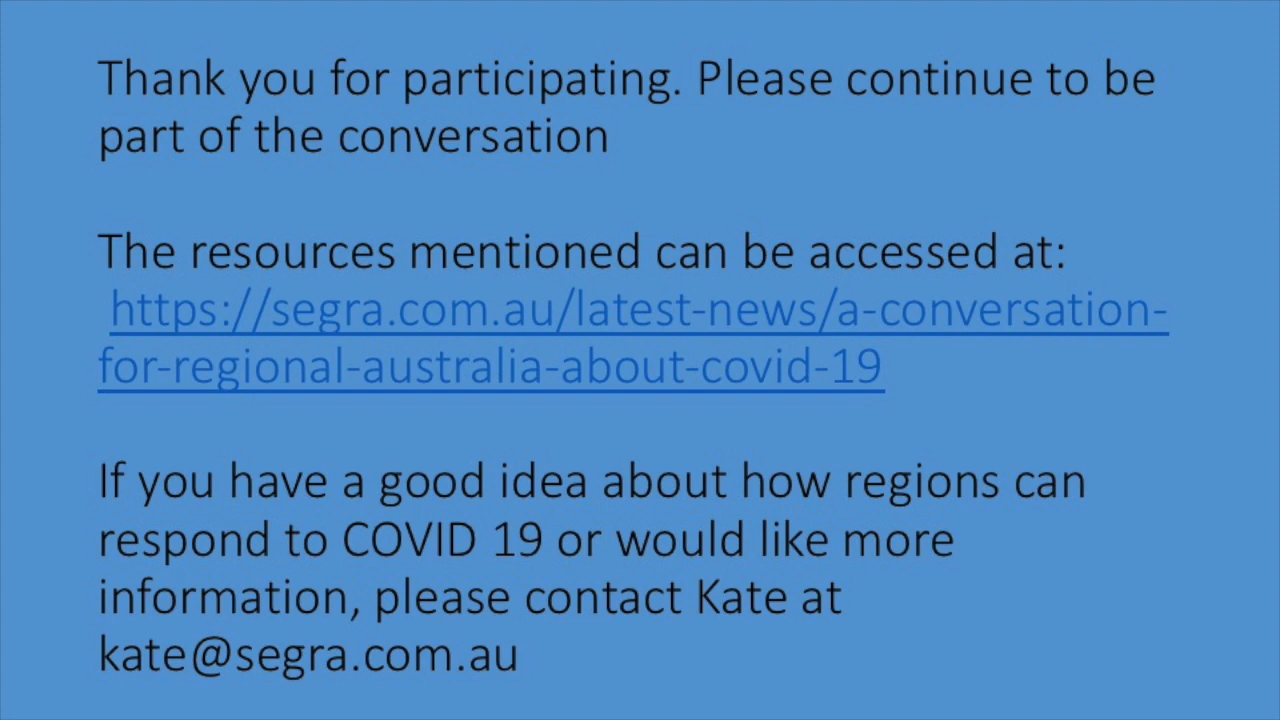 Thank you for participating. Please continue to be
part of the conversation
The resources mentioned can be accessed at:
https://segra.com.au/latest-news/a-conversation-
for-regional-australia-about-covid-19
If you have a good idea about how regions can
respond to COVID 19 or would like more
information, please contact Kate at
kate@segra.com.au